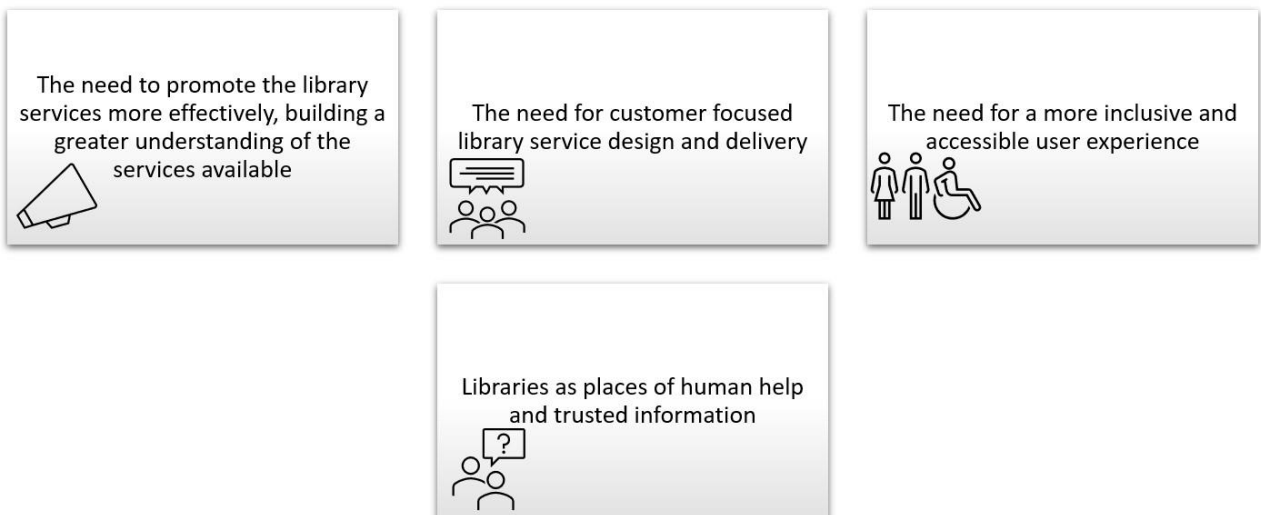 The need to promote the library
services more effectively, building a
greater understanding of the
services available
The need for customer focused
library service design and delivery
The need for a more inclusive and
accessible user experience
Libraries as places of human help
and trusted information
?